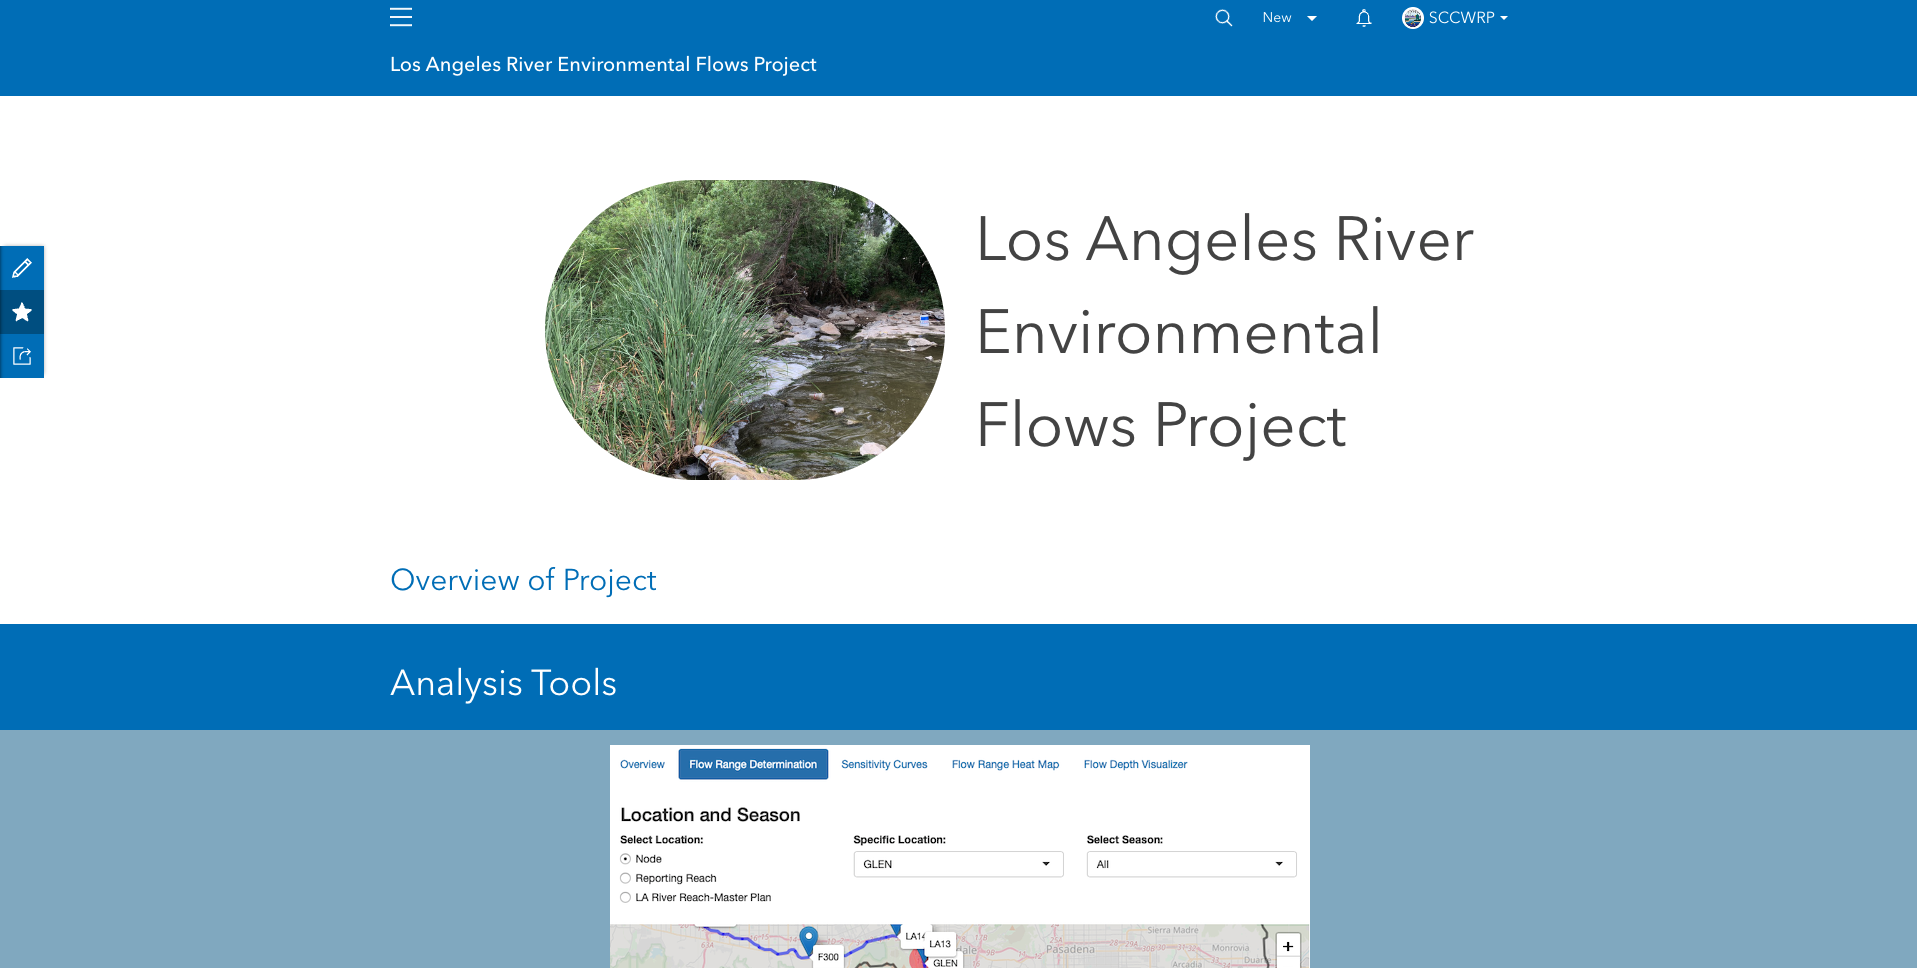 New
SCCWRP
Los Angeles River Environmental Flows Project
Los Angeles River
Environmental
Flows Project
Overview of Project
Analysis Tools
Overview Flow Range Determination Sensitivity Curves Flow Range Heat Map Flow Depth Visualizer
Location and Season
Select Location: Specific Location: Select Season:
Node
GLEN All
Reporting Reach
LA River Reach-Master Plan
Sierra Madre
LA14
LA13
Pasadena
Monrovia
+
F300
GLEN
Arcadia